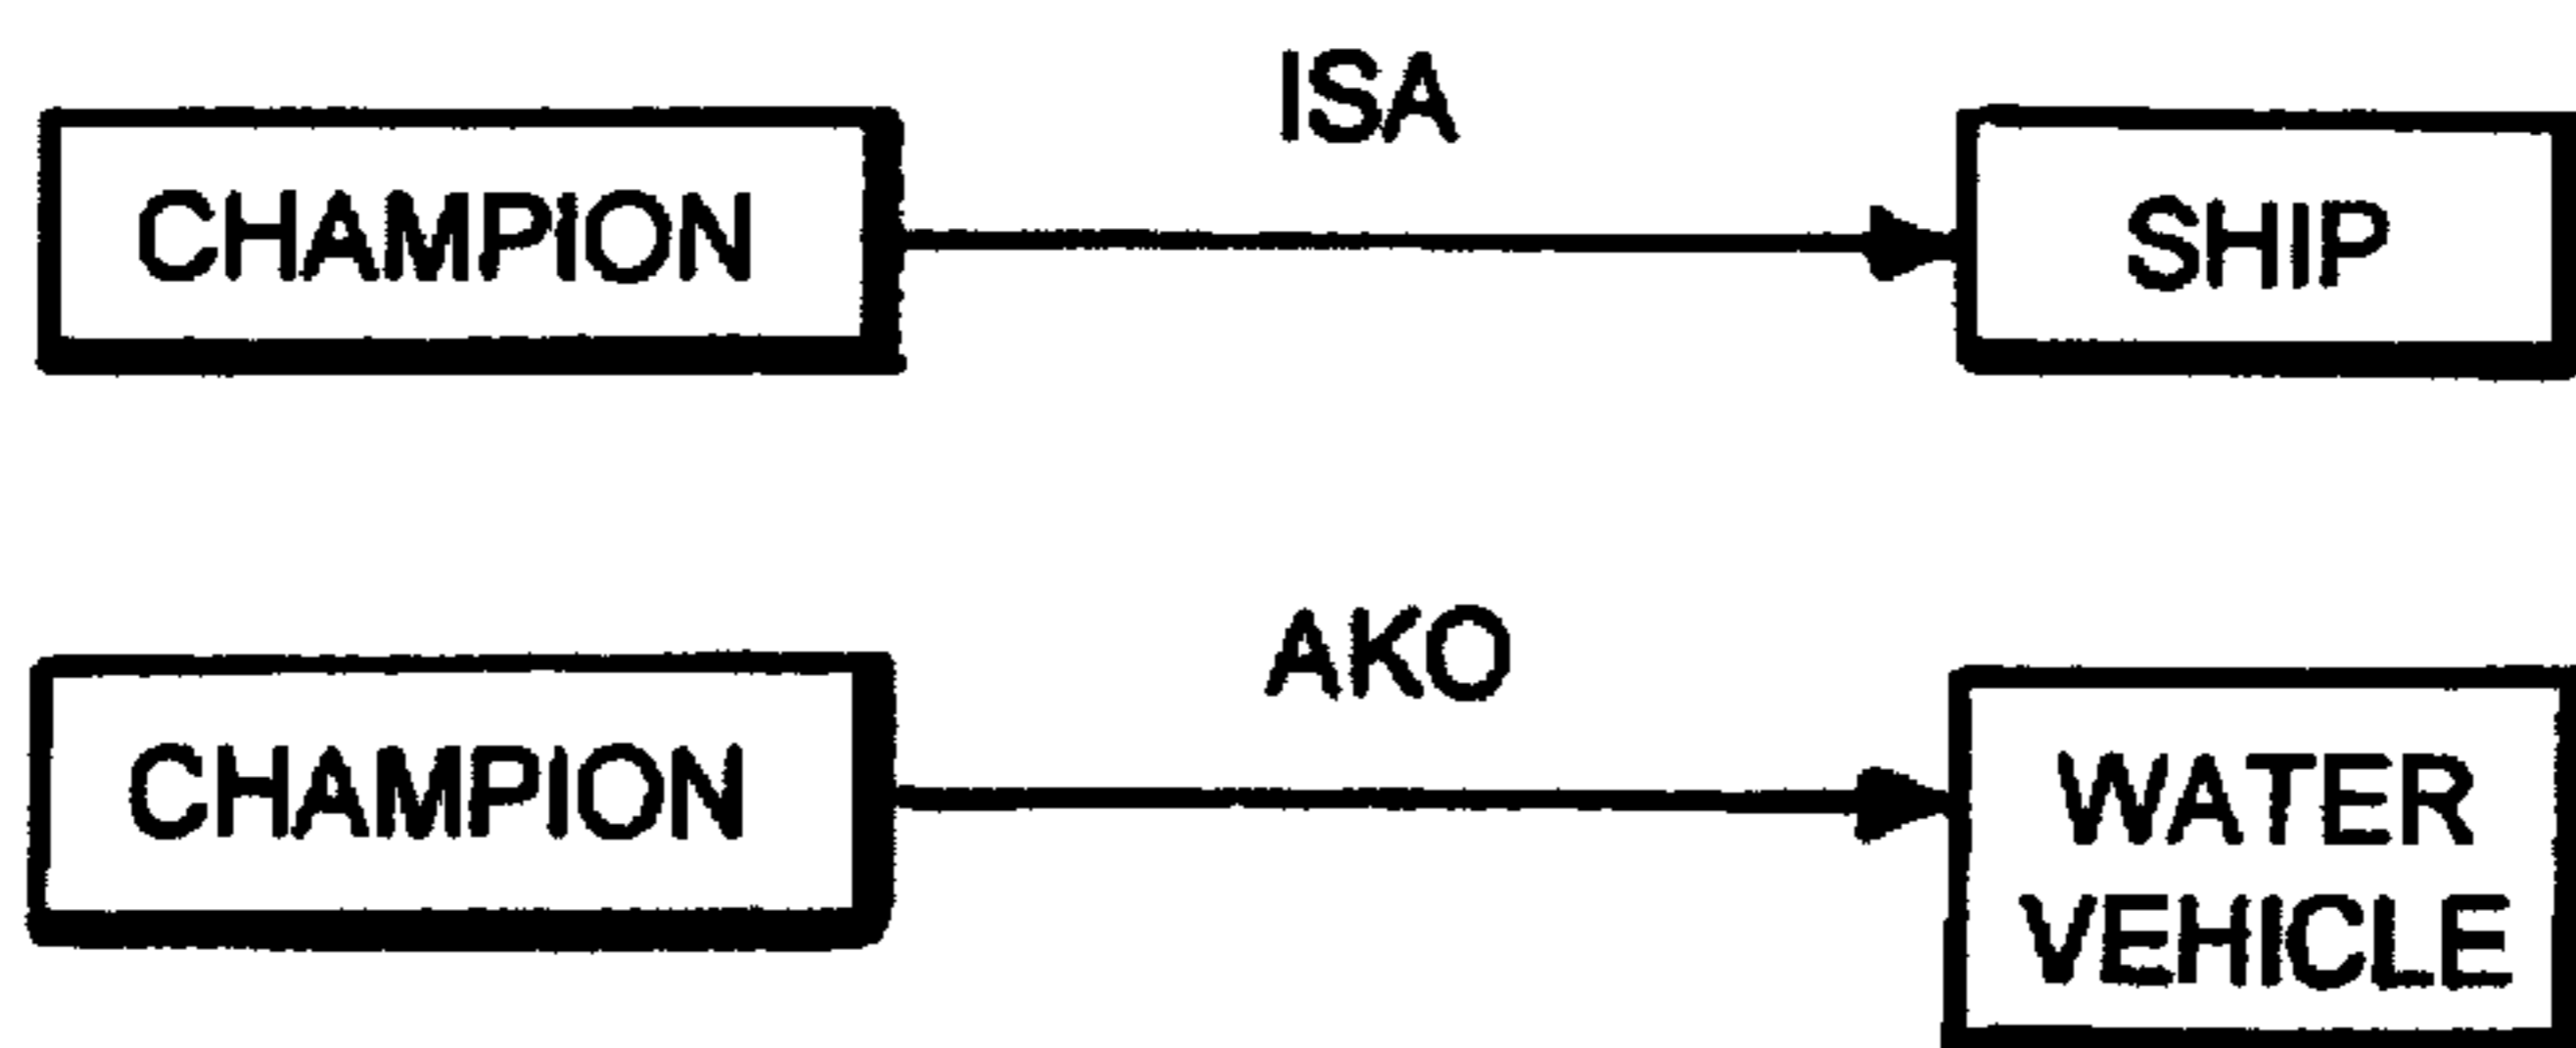 ISA
CHAMPION
SHIP
AKO
CHAMPION
WATER
VEHICLE